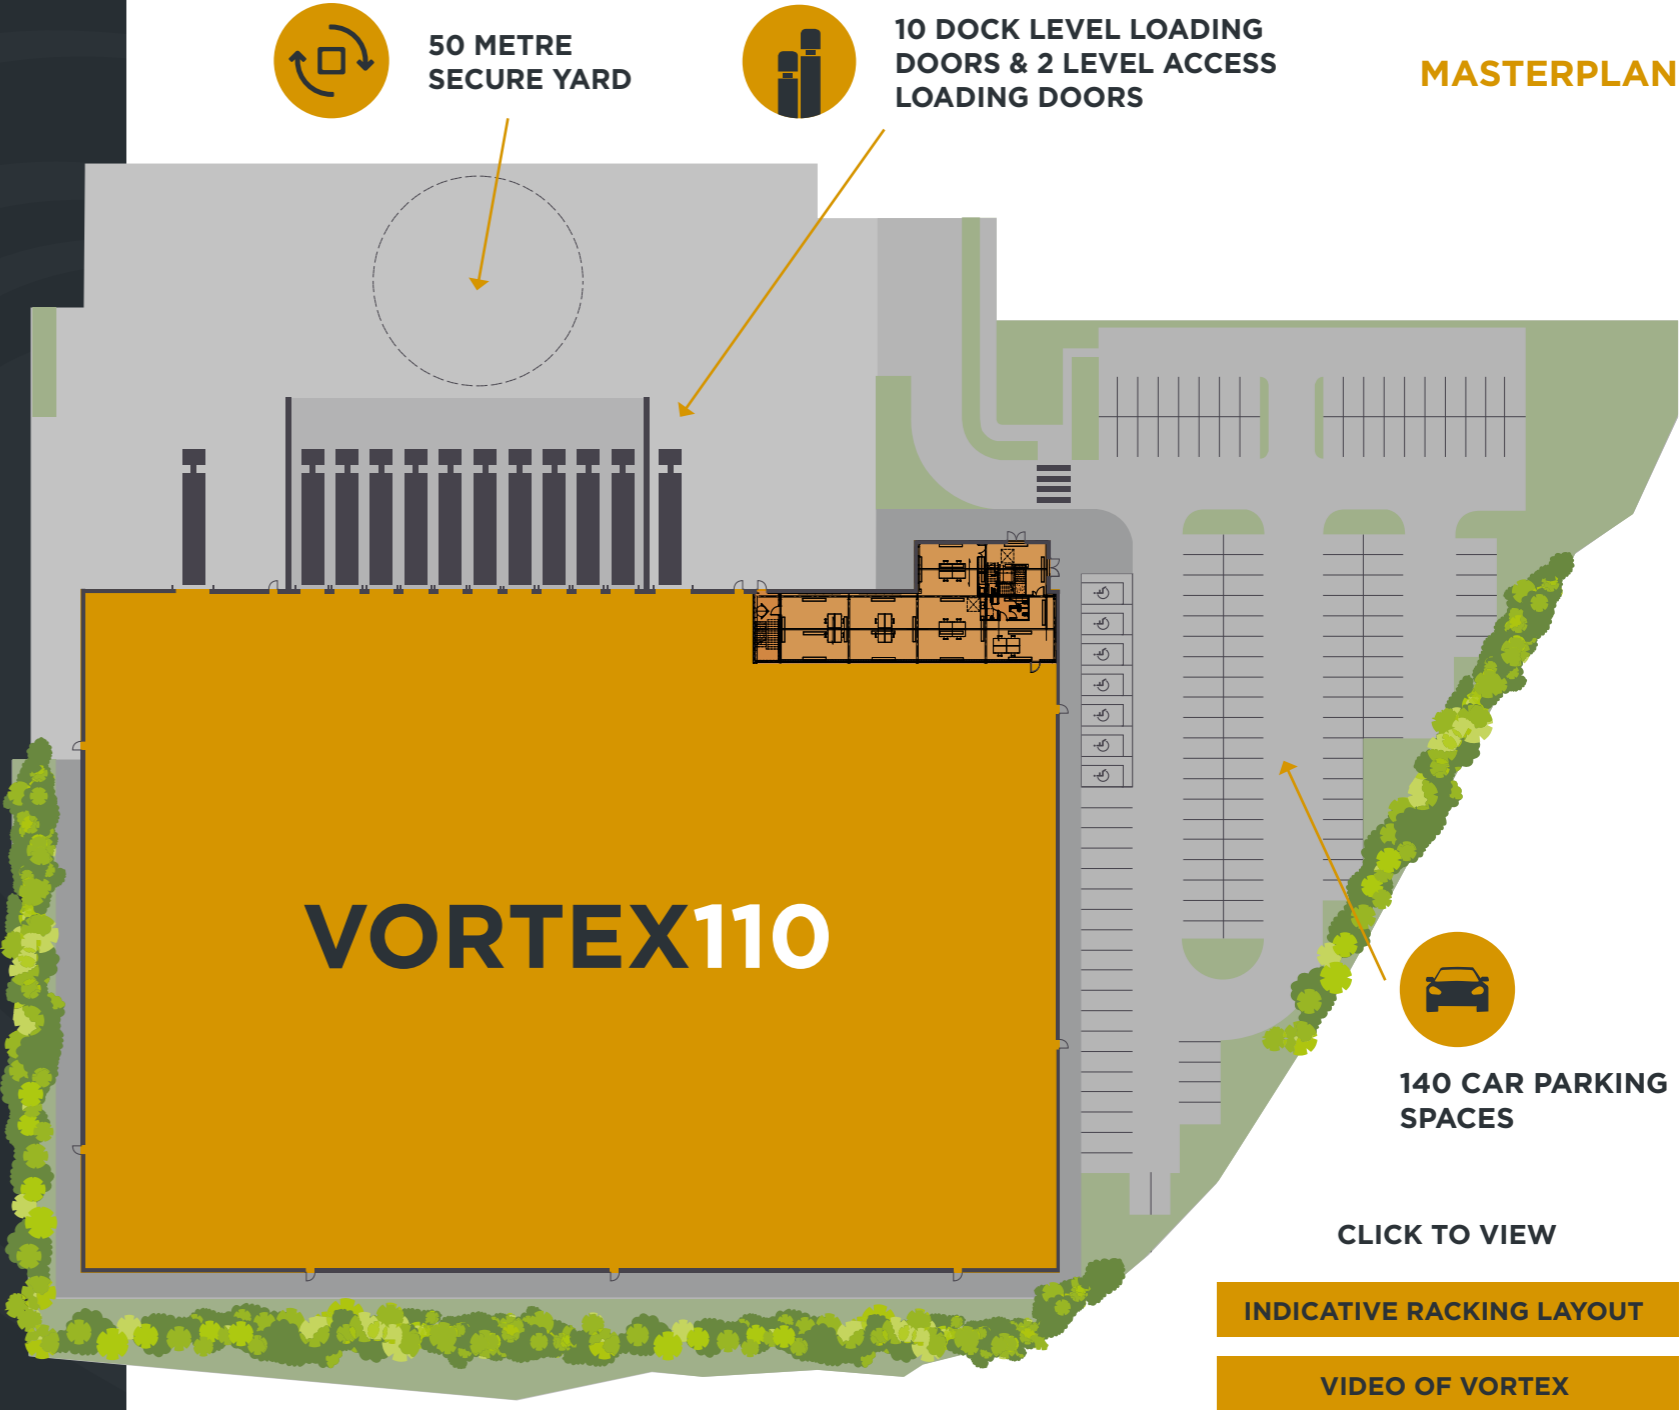 50 METRE
SECURE YARD
10 DOCK LEVEL LOADING
DOORS & 2 LEVEL ACCESS
LOADING DOORS
MASTERPLAN
VORTEX110
140 CAR PARKING
SPACES
CLICK TO VIEW
INDICATIVE RACKING LAYOUT
VIDEO OF VORTEX